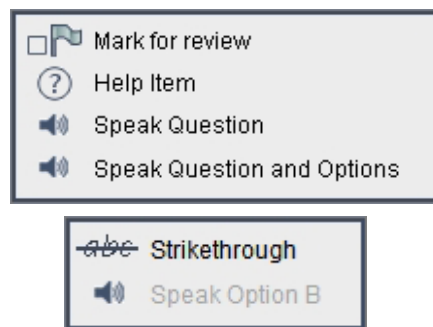 Mark for review
? Help Item
Speak Question
Speak Question and Options
abc Strikethrough
Speak Option B